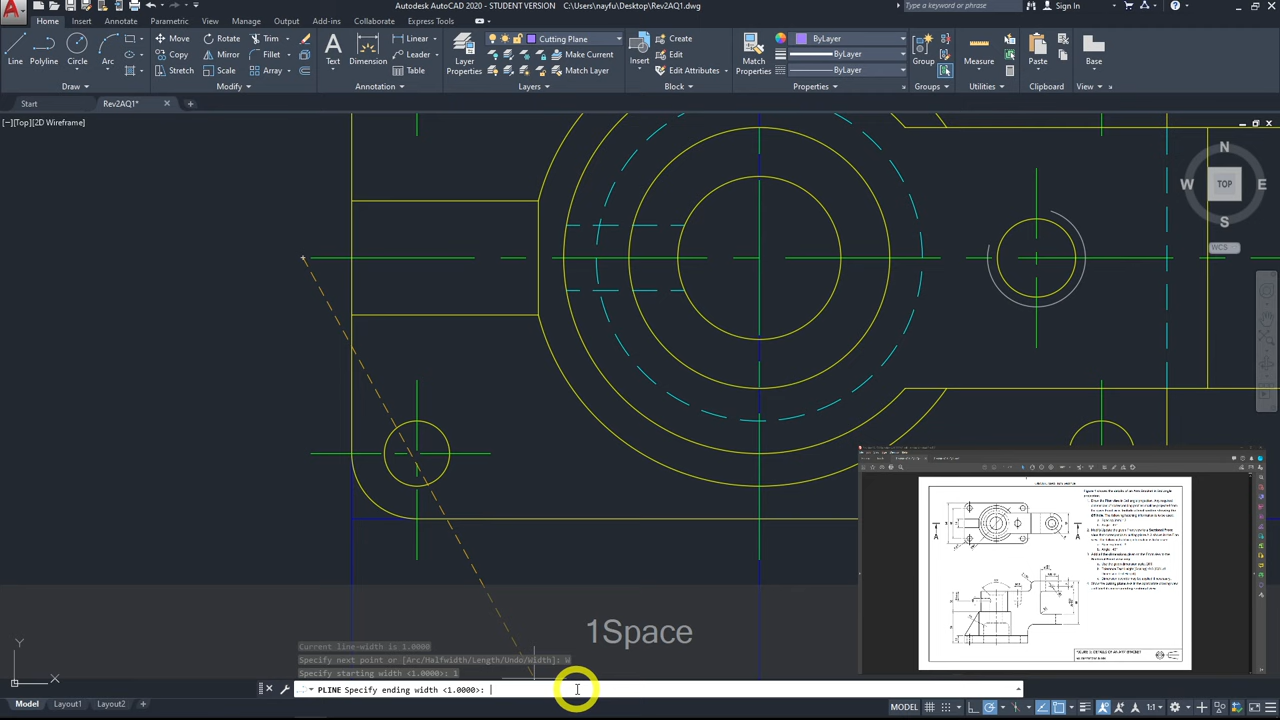 Autodesk AutoCAD 2020 - STUDENT VERSION C:\Users\nayfu\Desktop\Rev2AQ1.dwg
Type a keyword or phrase
Sign In
Home Insert Annotate Parametric View Manage Output Add-ins Collaborate Express Tools
Line Polyline Circle Arc
Move Rotate Trim
Copy Mirror Fillet
Stretch Scale Array
Text Dimension
Linear
Leader
Table
Layer
Properties
Cutting Plane
Make Current
Match Layer
Insert
Create
Edit
Edit Attributes
Match
Properties
ByLayer
ByLayer
ByLayer
Group
Measure
Paste
Base
Draw Modify Annotation Layers Block Properties Groups Utilities Clipboard View
Start Rev2AQ1*
[−][Top][2D Wireframe]
N
W TOP E
S
WCS
1Space
Current line-width is 1.0000
Specify next point or [Arc/Halfwidth/Length/Undo/Width]: W
Specify starting width <1.0000>: 1
PLINE Specify ending width <1.0000>:
Y
X
A A
Model Layout1 Layout2
MODEL 1:1